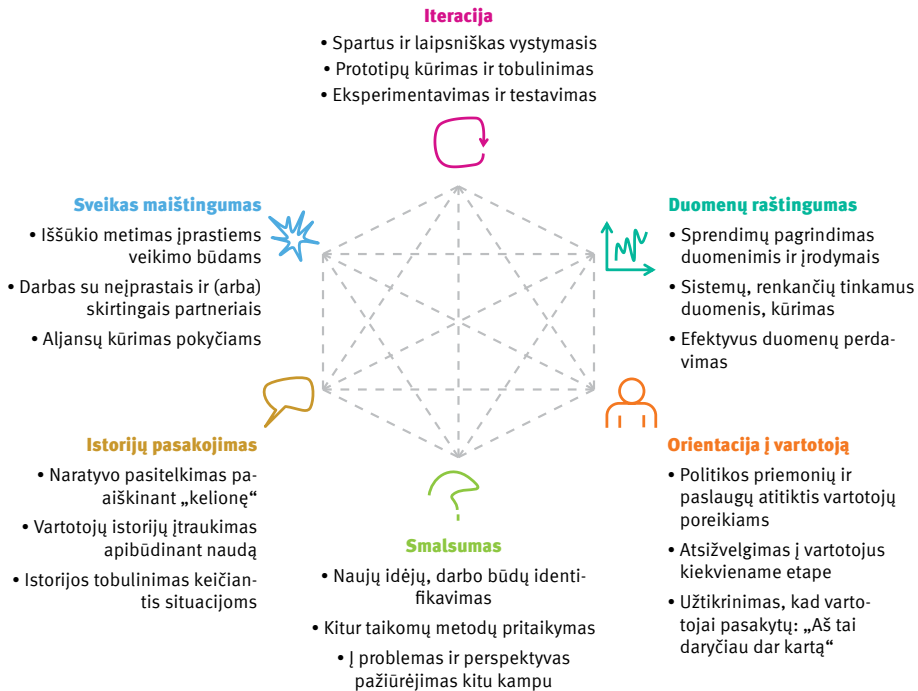 Iteracija
• Spartus ir laipsniškas vystymasis
• Prototipų kūrimas ir tobulinimas
• Eksperimentavimas ir testavimas
Sveikas maištingumas
• Iššūkio metimas įprastiems
veikimo būdams
• Darbas su neįprastais ir (arba)
skirtingais partneriais
• Aljansų kūrimas pokyčiams
Duomenų raštingumas
• Sprendimų pagrindimas
duomenimis ir įrodymais
• Sistemų, renkančių tinkamus
duomenis, kūrimas
• Efektyvus duomenų perda-
vimas
Istorijų pasakojimas
• Naratyvo pasitelkimas pa-
aiškinant „kelionę“
• Vartotojų istorijų įtraukimas
apibūdinant naudą
• Istorijos tobulinimas keičian-
tis situacijoms
Smalsumas
• Naujų idėjų, darbo būdų identi-
fikavimas
• Kitur taikomų metodų pritaikymas
• Į problemas ir perspektyvas
pažiūrėjimas kitu kampu
Orientacija į vartotoją
• Politikos priemonių ir
paslaugų atitiktis vartotojų
poreikiams
• Atsižvelgimas į vartotojus
kiekviename etape
• Užtikrinimas, kad varto-
tojai pasakytų: „Aš tai
daryčiau dar kartą“